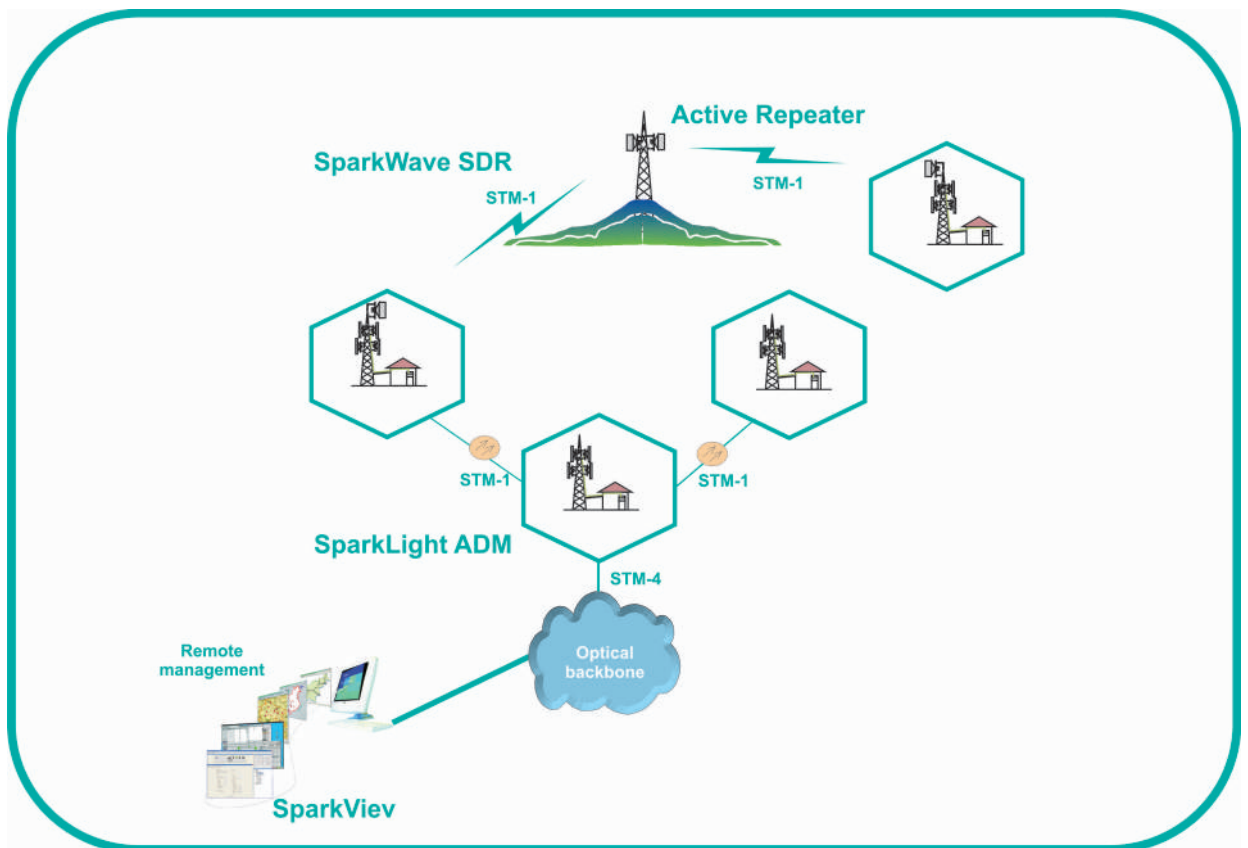 Active Repeater
SparkWave SDR
STM-1
STM-1
STM-1
STM-1
SparkLight ADM
STM-4
Optical
backbone
Remote
management
SparkViev